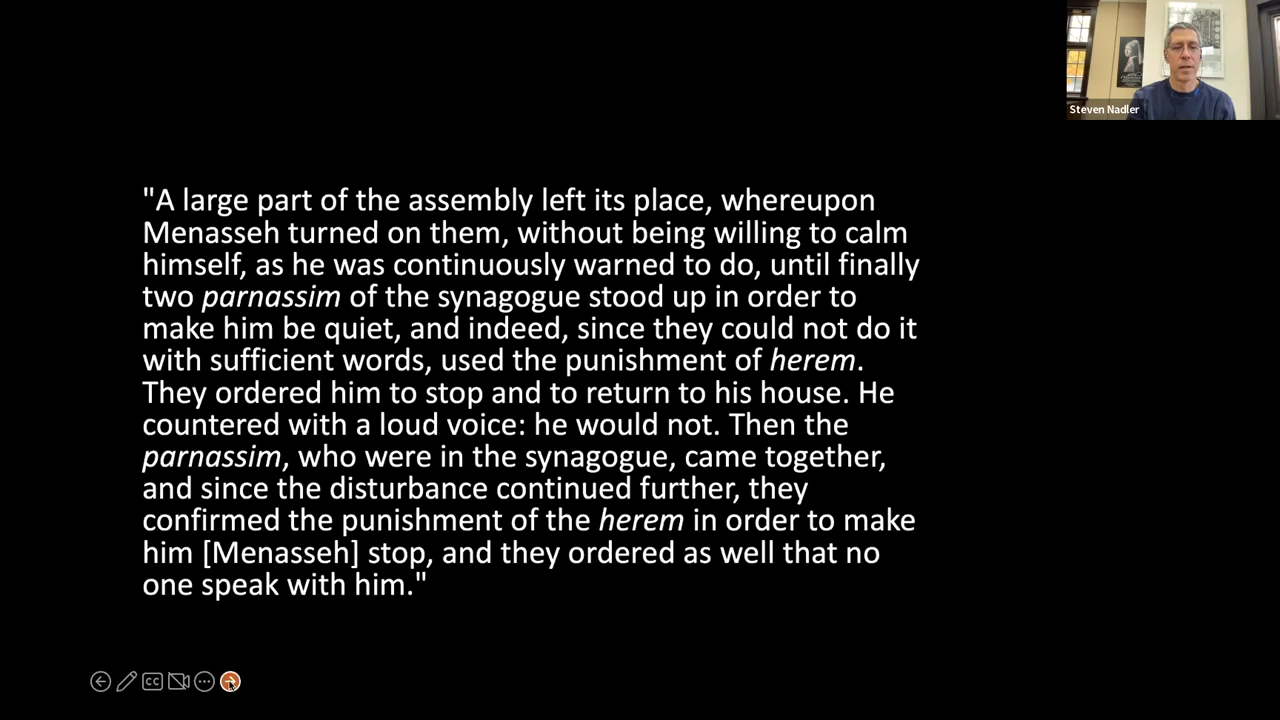 Steven Nadler
"A large part of the assembly left its place, whereupon
Menasseh turned on them, without being willing to calm
himself, as he was continuously warned to do, until finally
two parnassim of the synagogue stood up in order to
make him be quiet, and indeed, since they could not do it
with sufficient words, used the punishment of herem.
They ordered him to stop and to return to his house. He
countered with a loud voice: he would not. Then the
parnassim, who were in the synagogue, came together,
and since the disturbance continued further, they
confirmed the punishment of the herem in order to make
him [Menasseh] stop, and they ordered as well that no
one speak with him."
CC